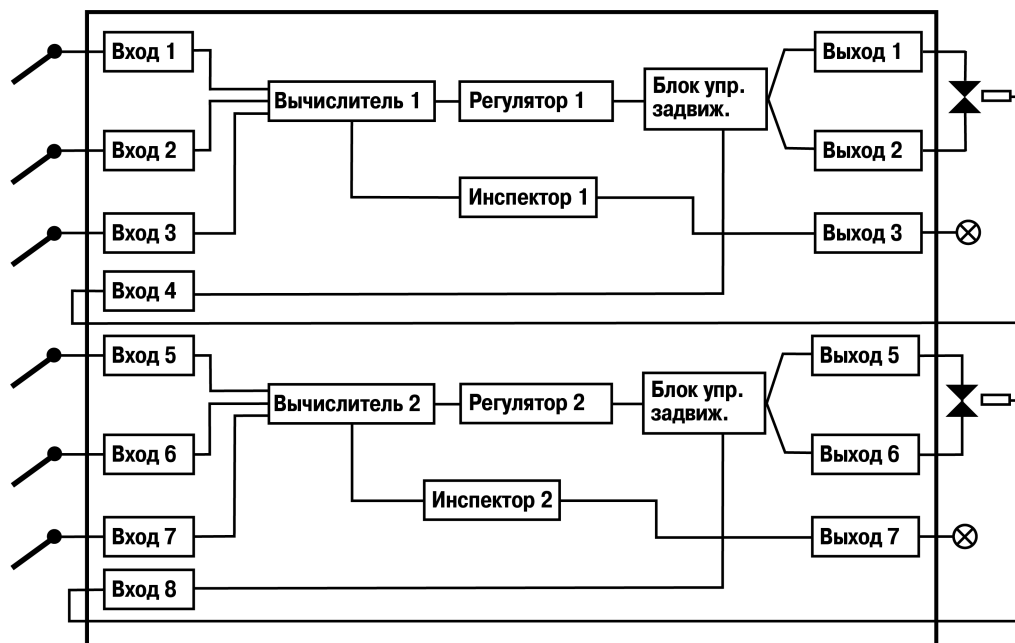 Вход 1
Вход 2
Вход 3
Вход 4
Вычислитель 1
Регулятор 1
Блок упр.
задвиж.
Инспектор 1
Выход 1
Выход 2
Выход 3
Вход 5
Вход 6
Вход 7
Вход 8
Вычислитель 2
Регулятор 2
Блок упр.
задвиж.
Инспектор 2
Выход 5
Выход 6
Выход 7